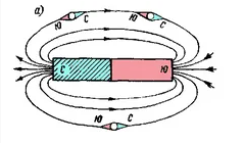 а)
Ю С Ю С
С Ю
Ю С